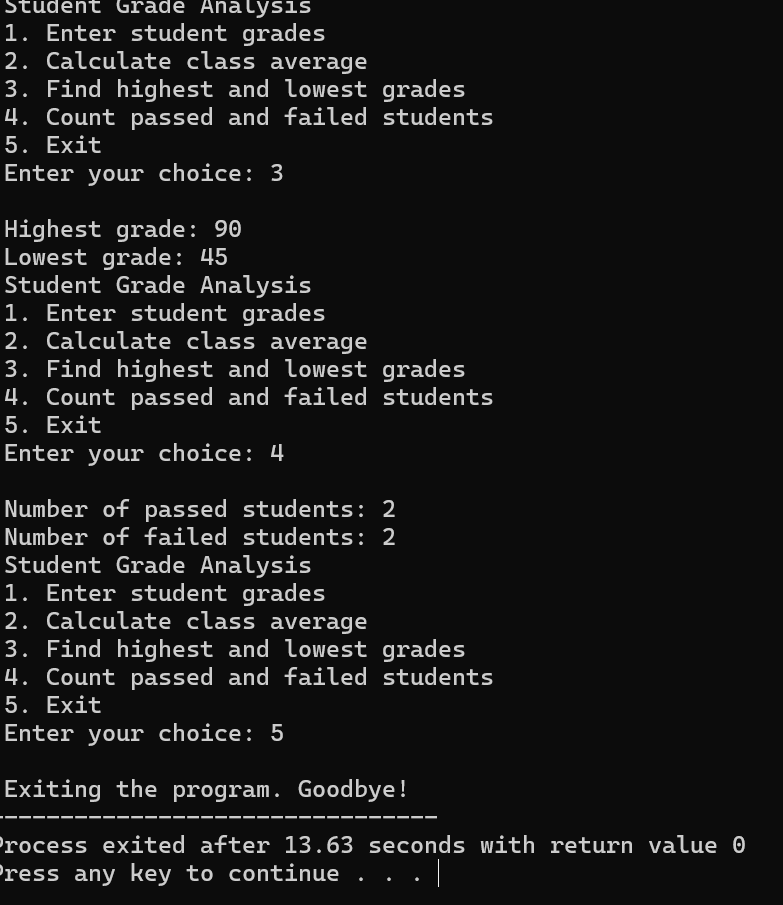 Student Grade Analysis
1. Enter student grades
2. Calculate class average
3. Find highest and lowest grades
4. Count passed and failed students
5. Exit
Enter your choice: 3

Highest grade: 90
Lowest grade: 45
Student Grade Analysis
1. Enter student grades
2. Calculate class average
3. Find highest and lowest grades
4. Count passed and failed students
5. Exit
Enter your choice: 4

Number of passed students: 2
Number of failed students: 2
Student Grade Analysis
1. Enter student grades
2. Calculate class average
3. Find highest and lowest grades
4. Count passed and failed students
5. Exit
Enter your choice: 5

Exiting the program. Goodbye!
--------------------------------
Process exited after 13.63 seconds with return value 0
Press any key to continue . . .